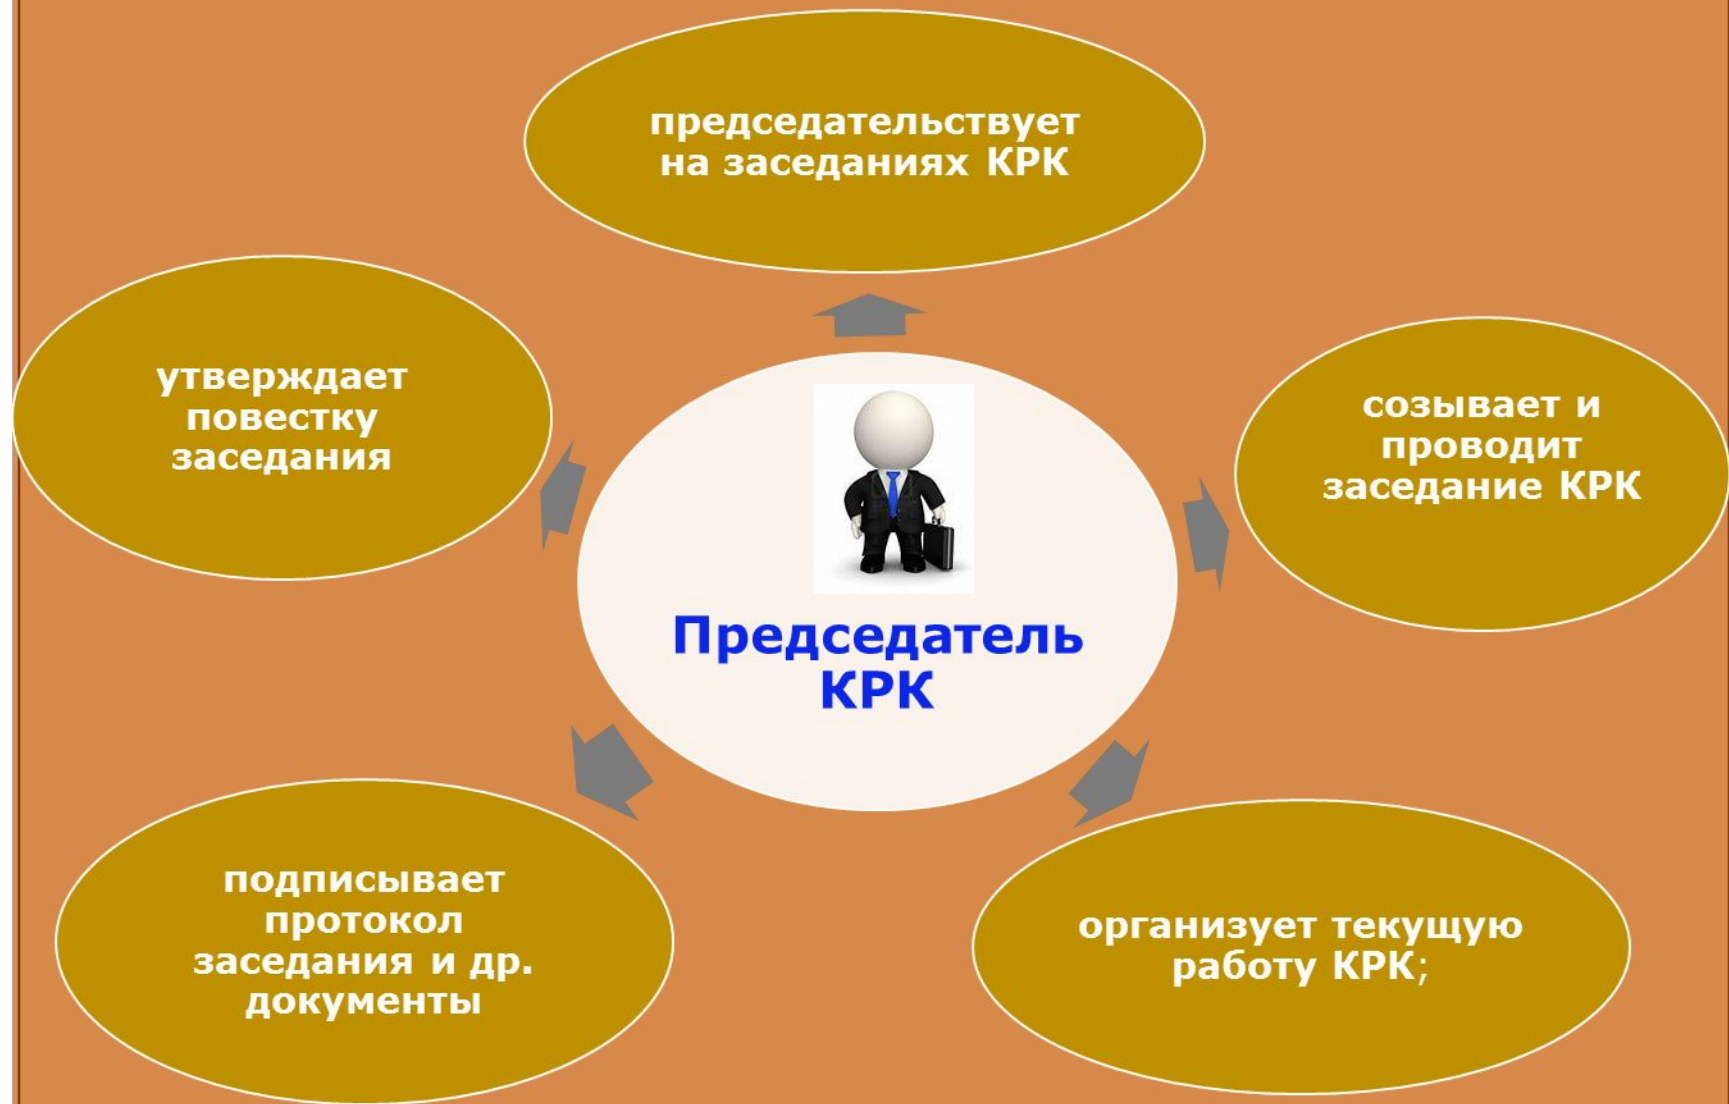 председательствует
на заседаниях КРК
утверждает
повестку
заседания
созывает и
проводит
заседание КРК
Председатель
КРК
подписывает
протокол
заседания и др.
документы
организует текущую
работу КРК;